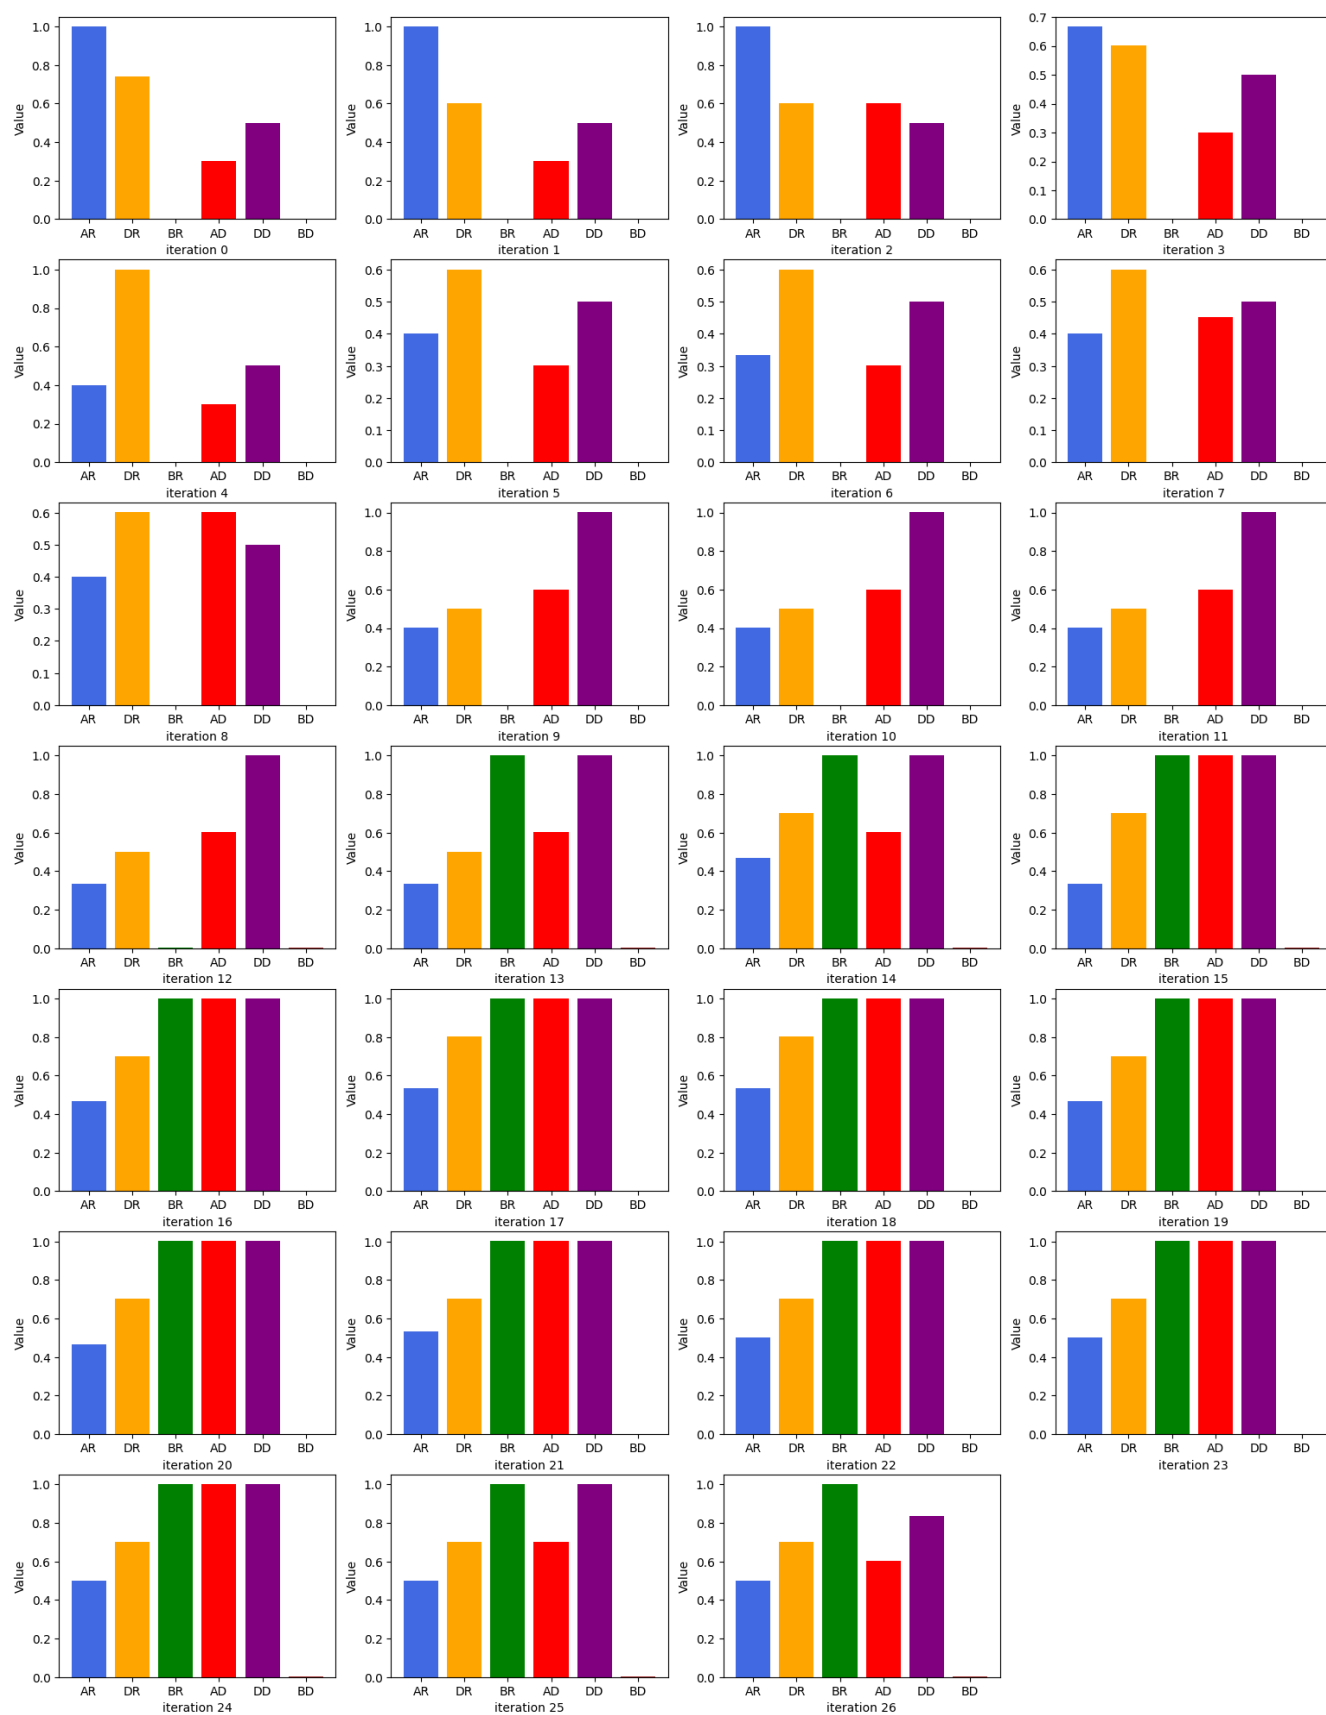 Value
1.0
0.8
0.6
0.4
0.2
0.0
AR DR BR AD DD BD
iteration 0
Value
1.0
0.8
0.6
0.4
0.2
0.0
AR DR BR AD DD BD
iteration 1
Value
1.0
0.8
0.6
0.4
0.2
0.0
AR DR BR AD DD BD
iteration 2
Value
0.7
0.6
0.5
0.4
0.3
0.2
0.1
0.0
AR DR BR AD DD BD
iteration 3
Value
1.0
0.8
0.6
0.4
0.2
0.0
AR DR BR AD DD BD
iteration 4
Value
0.6
0.5
0.4
0.3
0.2
0.1
0.0
AR DR BR AD DD BD
iteration 5
Value
0.6
0.5
0.4
0.3
0.2
0.1
0.0
AR DR BR AD DD BD
iteration 6
Value
0.6
0.5
0.4
0.3
0.2
0.1
0.0
AR DR BR AD DD BD
iteration 7
Value
0.6
0.5
0.4
0.3
0.2
0.1
0.0
AR DR BR AD DD BD
iteration 8
Value
1.0
0.8
0.6
0.4
0.2
0.0
AR DR BR AD DD BD
iteration 9
Value
1.0
0.8
0.6
0.4
0.2
0.0
AR DR BR AD DD BD
iteration 10
Value
1.0
0.8
0.6
0.4
0.2
0.0
AR DR BR AD DD BD
iteration 11
Value
1.0
0.8
0.6
0.4
0.2
0.0
AR DR BR AD DD BD
iteration 12
Value
1.0
0.8
0.6
0.4
0.2
0.0
AR DR BR AD DD BD
iteration 13
Value
1.0
0.8
0.6
0.4
0.2
0.0
AR DR BR AD DD BD
iteration 14
Value
1.0
0.8
0.6
0.4
0.2
0.0
AR DR BR AD DD BD
iteration 15
Value
1.0
0.8
0.6
0.4
0.2
0.0
AR DR BR AD DD BD
iteration 16
Value
1.0
0.8
0.6
0.4
0.2
0.0
AR DR BR AD DD BD
iteration 17
Value
1.0
0.8
0.6
0.4
0.2
0.0
AR DR BR AD DD BD
iteration 18
Value
1.0
0.8
0.6
0.4
0.2
0.0
AR DR BR AD DD BD
iteration 19
Value
1.0
0.8
0.6
0.4
0.2
0.0
AR DR BR AD DD BD
iteration 20
Value
1.0
0.8
0.6
0.4
0.2
0.0
AR DR BR AD DD BD
iteration 21
Value
1.0
0.8
0.6
0.4
0.2
0.0
AR DR BR AD DD BD
iteration 22
Value
1.0
0.8
0.6
0.4
0.2
0.0
AR DR BR AD DD BD
iteration 23
Value
1.0
0.8
0.6
0.4
0.2
0.0
AR DR BR AD DD BD
iteration 24
Value
1.0
0.8
0.6
0.4
0.2
0.0
AR DR BR AD DD BD
iteration 25
Value
1.0
0.8
0.6
0.4
0.2
0.0
AR DR BR AD DD BD
iteration 26